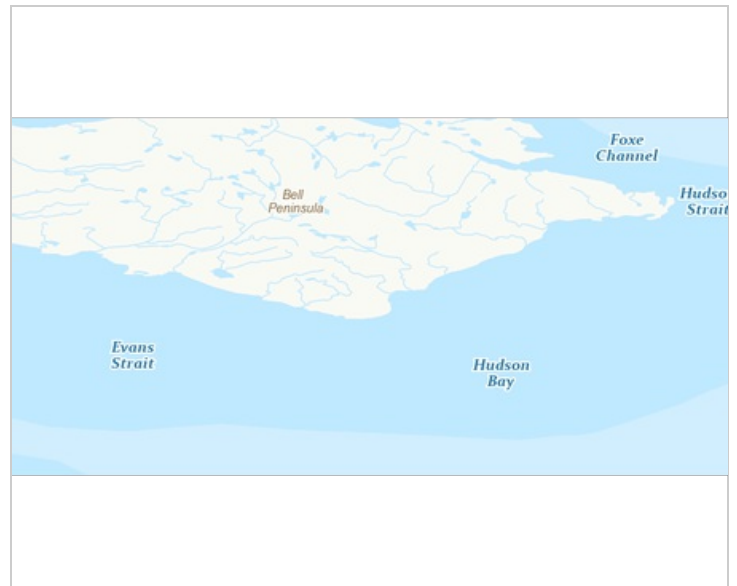 Foxe
Channel
Bell
Peninsula
Hudso
Strait
Evans
Strait
Hudson
Bay